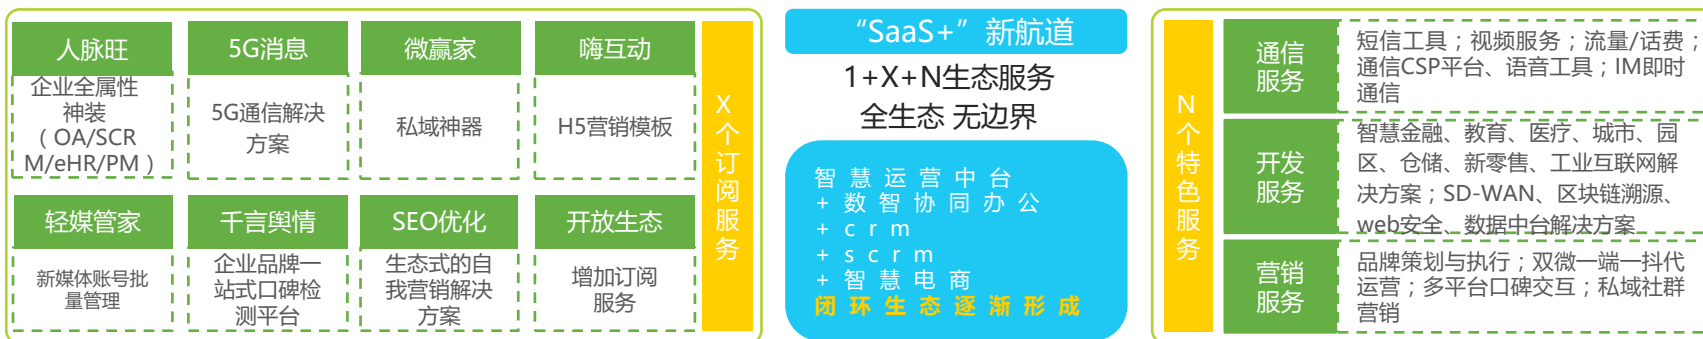 人脉旺
企业全属性
神装
（OA/SCR
M/eHR/PM）
5G消息
5G通信解决
方案
微赢家
私域神器
嗨互动
H5营销模板
轻媒管家
新媒体账号批
量管理
千言舆情
企业品牌一
站式口碑检
测平台
SEO优化
生态式的自
我营销解决
方案
开放生态
增加订阅
服务
X个订阅服务
“SaaS+”新航道
1+X+N生态服务
全生态 无边界
智慧运营中台
+数智协同办公
+crm
+scrm
+智慧电商
闭环生态逐渐形成
N个特色服务
通信
服务
短信工具；视频服务；流量/话费；
通信CSP平台、语音工具；IM即时
通信
开发
服务
智慧金融、教育、医疗、城市、园
区、仓储、新零售、工业互联网解
决方案；SD-WAN、区块链溯源、
web安全、数据中台解决方案
营销
服务
品牌策划与执行；双微一端一抖代
运营；多平台口碑交互；私域社群
营销